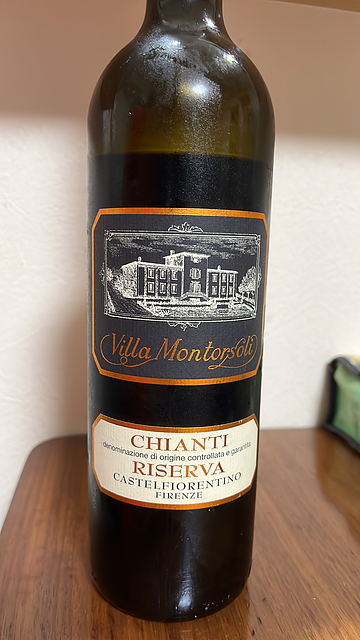 Villa Montorsoli
CHIANTI
denominazione di origine controllata e garantita
RISERVA
CASTELFIORENTINO
FIRENZE